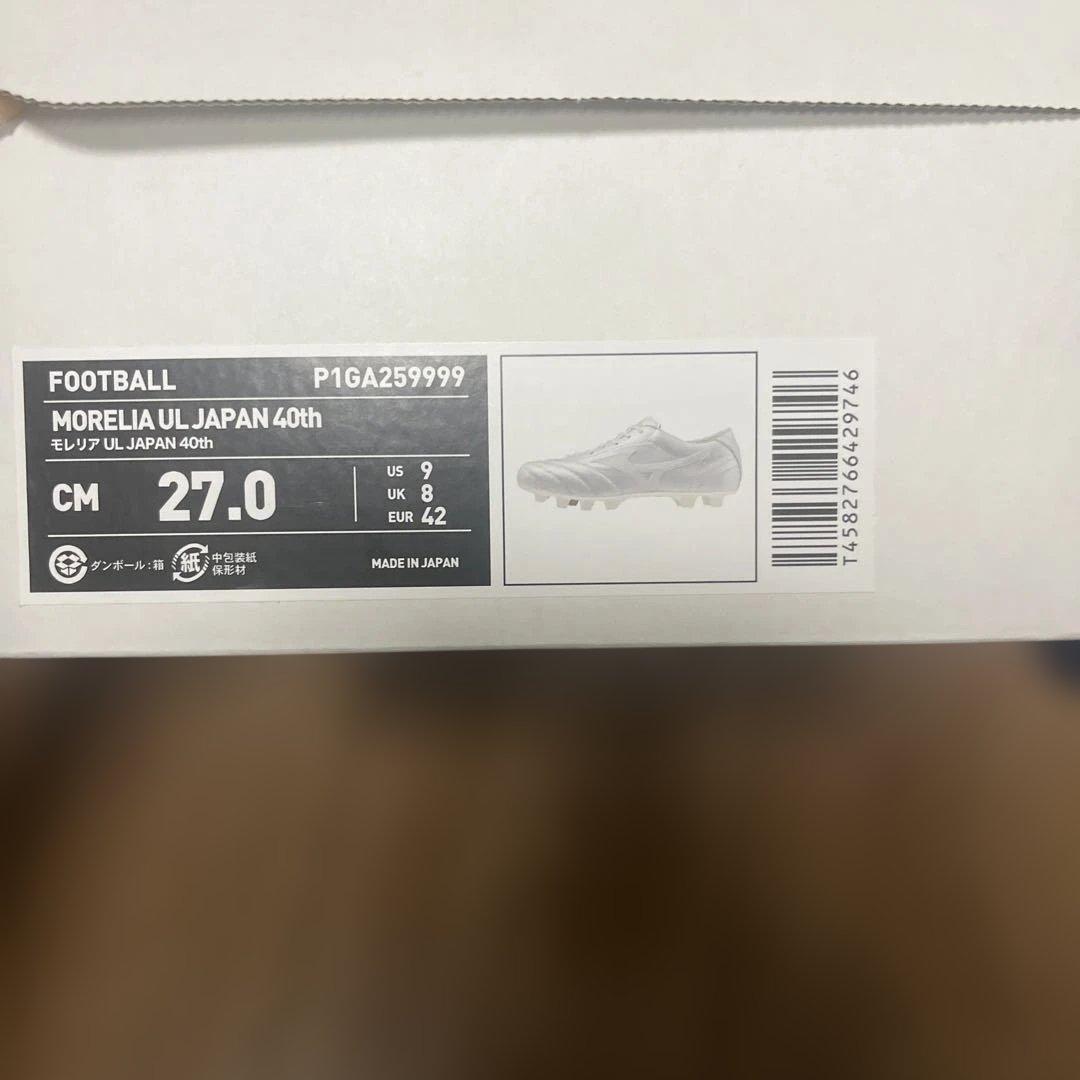 FOOTBALL P1GA259999
MORELIA UL JAPAN 40th
モレリア UL JAPAN 40th
CM 27.0
US 9
UK 8
EUR 42
ダンボール : 箱
紙 中包装紙
保形材
MADE IN JAPAN
T4582766429746